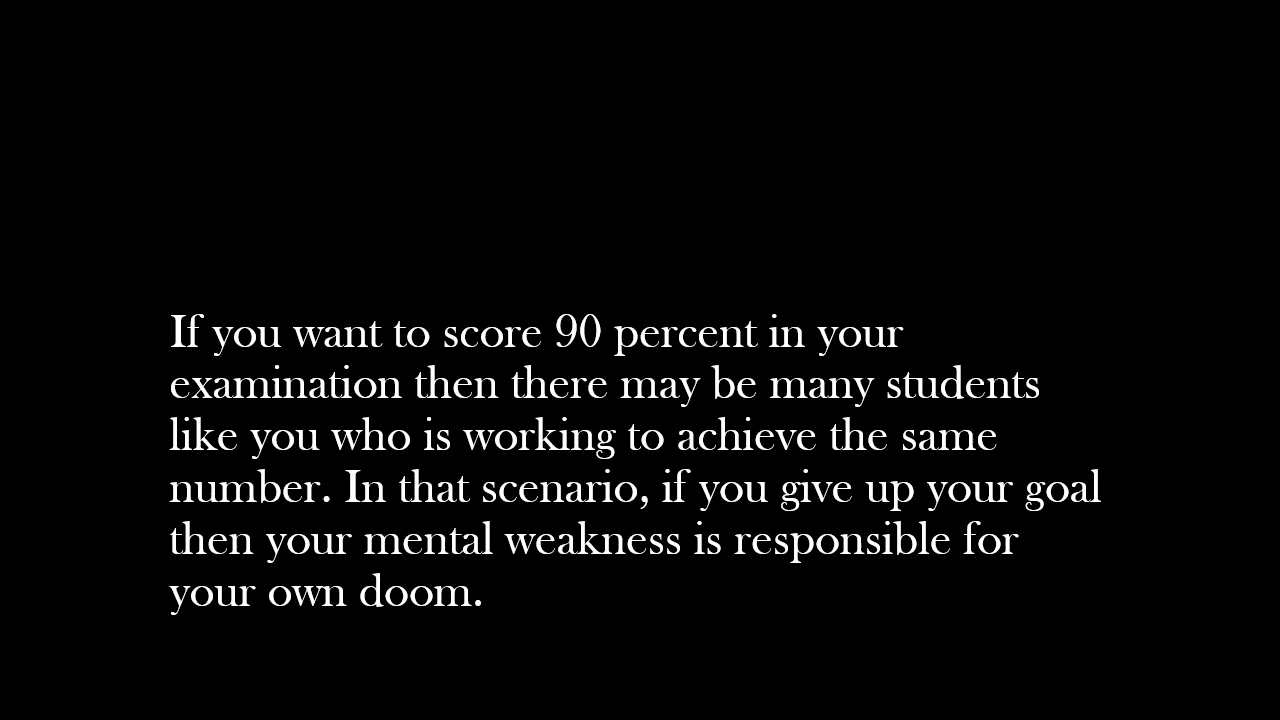 If you want to score 90 percent in your
examination then there may be many students
like you who is working to achieve the same
number. In that scenario, if you give up your goal
then your mental weakness is responsible for
your own doom.